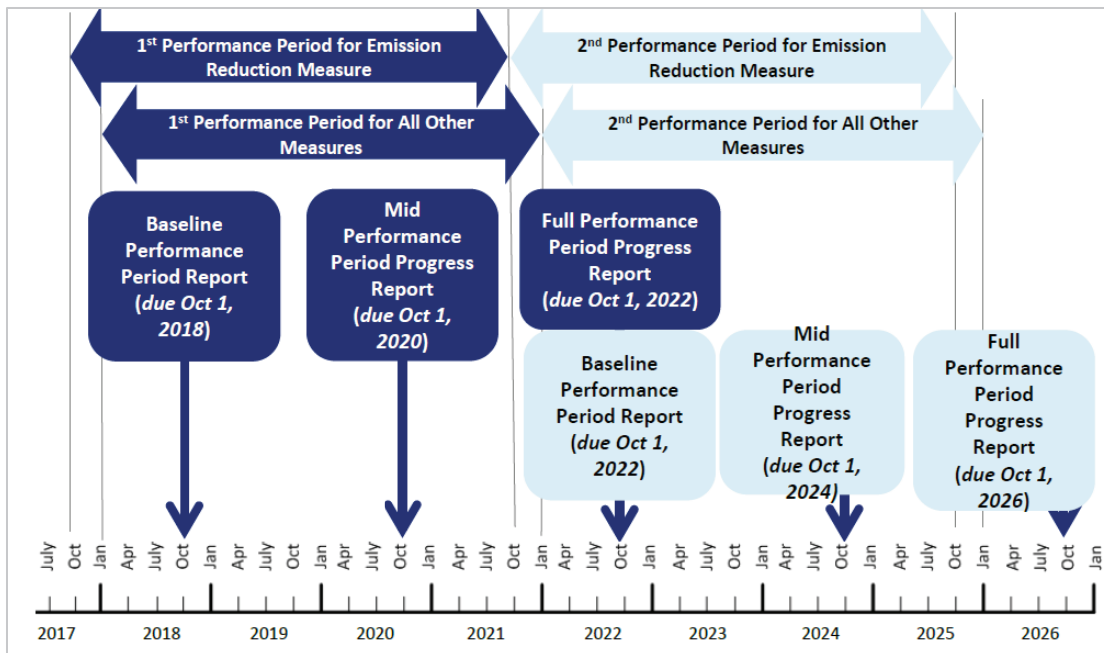 1st Performance Period for Emission
Reduction Measure
2nd Performance Period for Emission
Reduction Measure
1st Performance Period for All Other
Measures
2nd Performance Period for All Other
Measures
Baseline
Performance
Period Report
(due Oct 1,
2018)
Mid
Performance
Period Progress
Report
(due Oct 1,
2020)
Full Performance
Period Progress
Report
(due Oct 1, 2022)
Baseline
Performance
Period Report
(due Oct 1,
2022)
Mid
Performance
Period
Progress
Report
(due Oct 1,
2024)
Full
Performance
Period
Progress
Report
(due Oct 1,
2026)
July Oct Jan Apr July Oct Jan Apr July Oct Jan Apr July Oct Jan Apr July Oct Jan Apr July Oct Jan Apr July Oct Jan Apr July Oct Jan Apr July Oct Jan Apr July Oct Jan
2017 2018 2019 2020 2021 2022 2023 2024 2025 2026